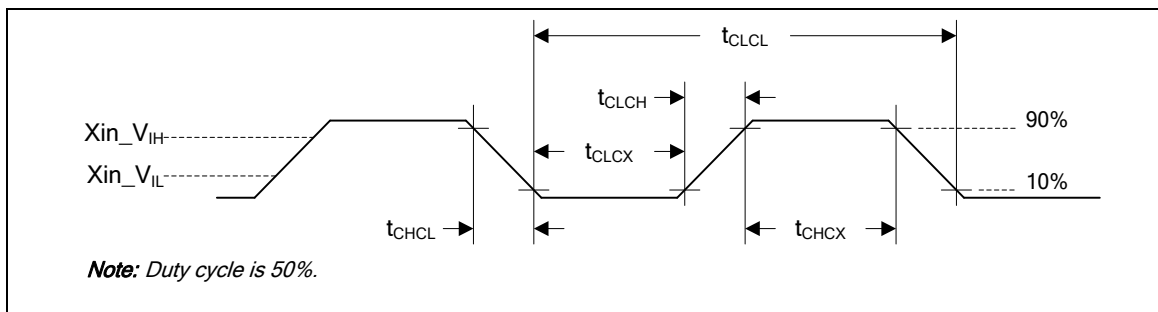 tCLCL
tCLCH
Xin_VIH
90%
tCLCX
Xin_VIL
10%
tCHCL
tCHCX
Note: Duty cycle is 50%.